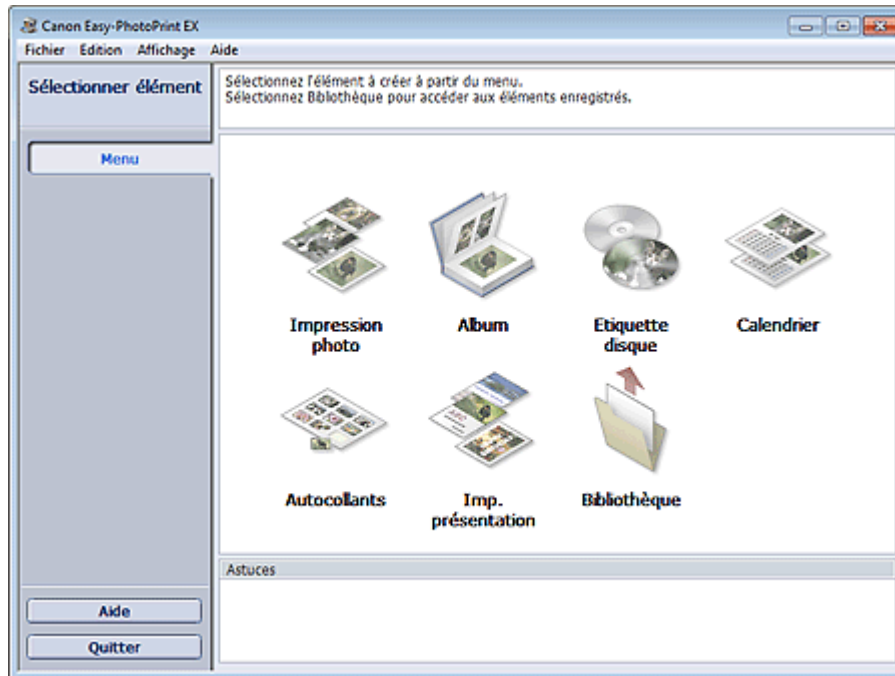 Canon Easy-PhotoPrint EX
Fichier Edition Affichage Aide
Sélectionner élément
Sélectionnez l'élément à créer à partir du menu.
Sélectionnez Bibliothèque pour accéder aux éléments enregistrés.
Menu
Impression
photo
Album
Etiquette
disque
Calendrier
Autocollants
Imp.
présentation
Bibliothèque
Astuces
Aide
Quitter